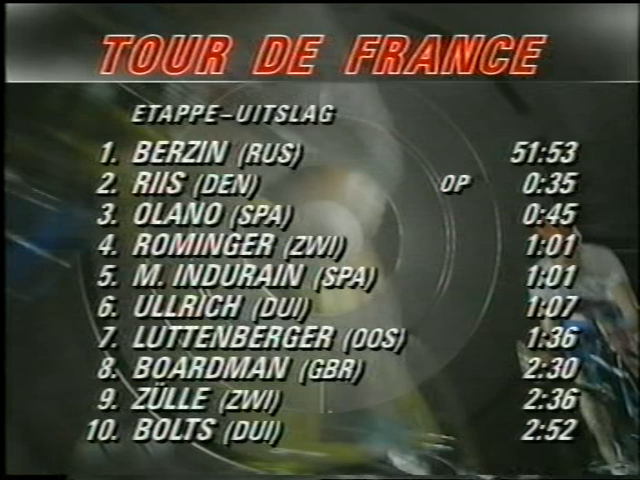 TOUR DE FRANCE
ETAPPE-UITSLAG
1. BERZIN (RUS) 51:53
2. RIIS (DEN) OP 0:35
3. OLANO (SPA) 0:45
4. ROMINGER (ZWI) 1:01
5. M. INDURAIN (SPA) 1:01
6. ULLRICH (DUI) 1:07
7. LUTTENBERGER (OOS) 1:36
8. BOARDMAN (GBR) 2:30
9. ZÜLLE (ZWI) 2:36
10. BOLTS (DUI) 2:52